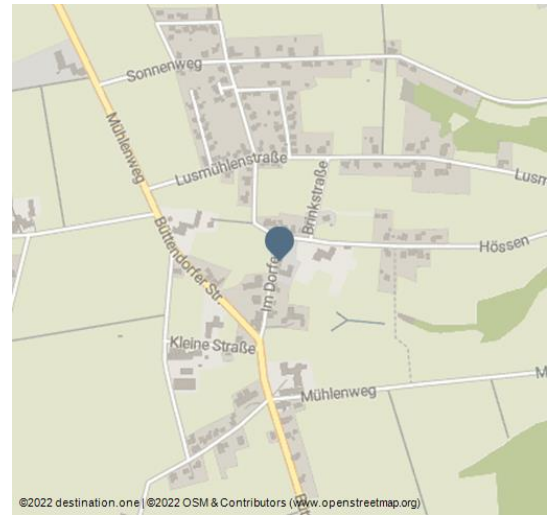 Sonnenweg
Mühlenweg
Lusmühlenstraße
Brinkstraße
Lusm
Büttendorfer Str.
Im Dorfe
Hössen
Kleine Straße
Mühlenweg
M
Büt
©2022 destination.one | ©2022 OSM & Contributors (www.openstreetmap.org)